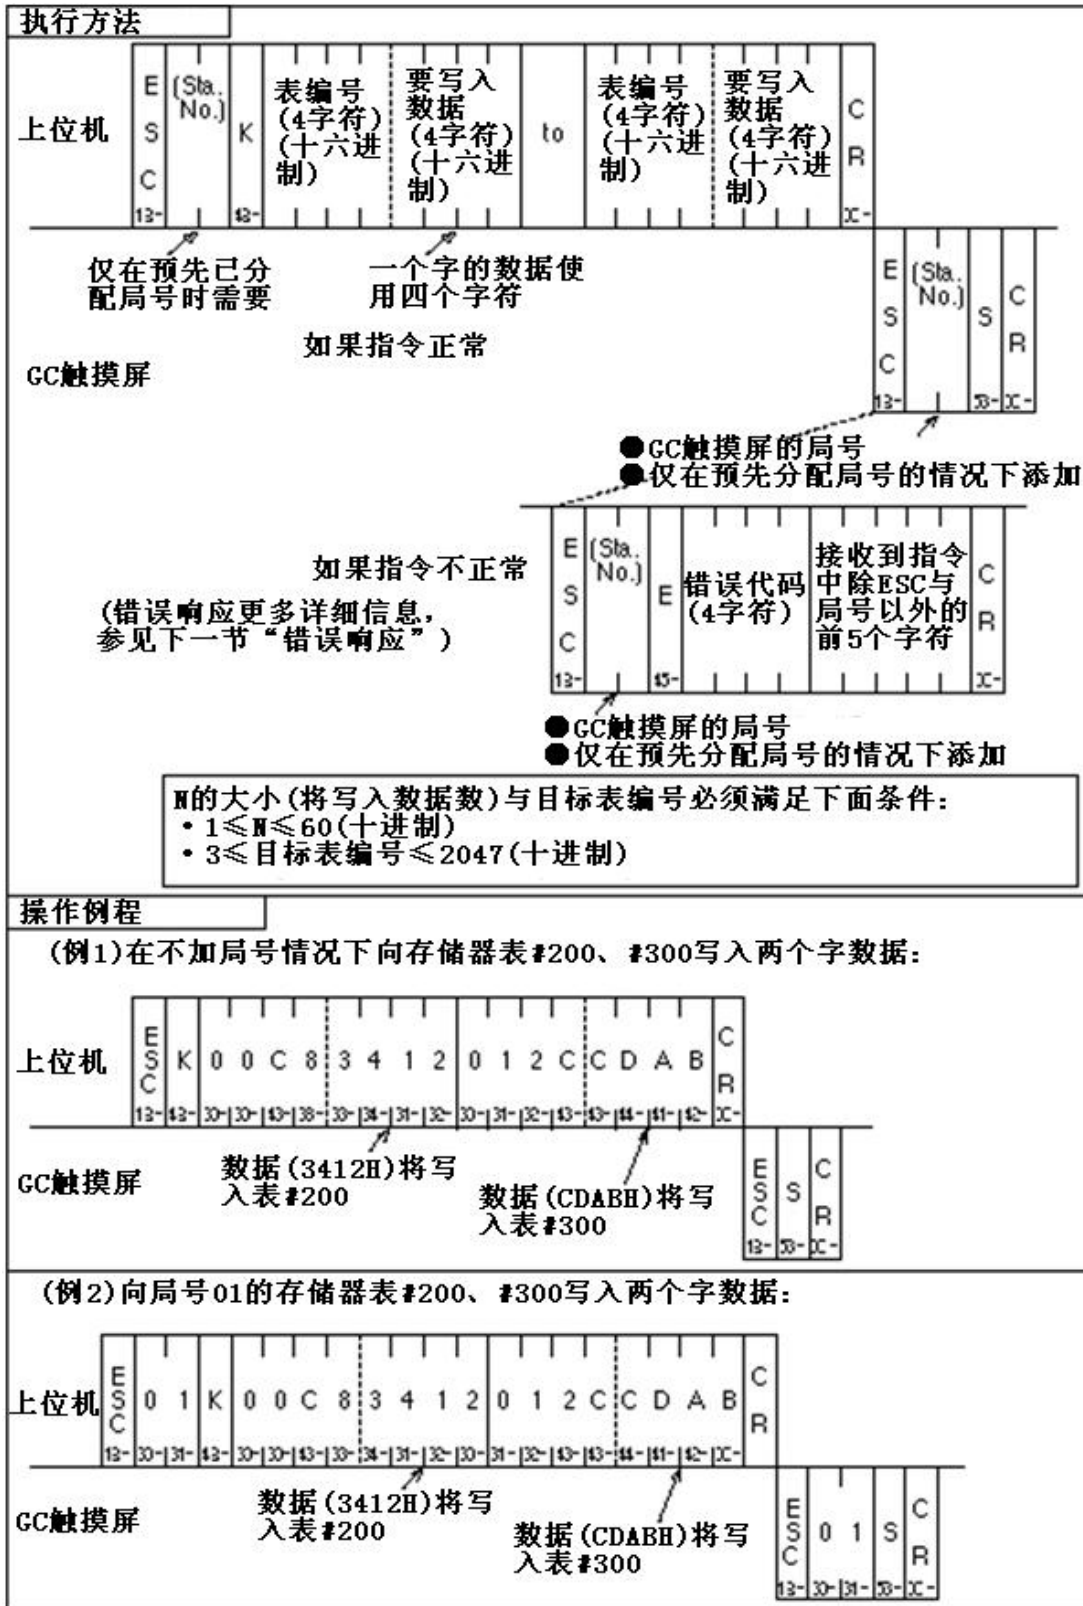 执行方法
上位机
E S C
(Sta. No.)
K
表编号
(4字符)
(十六进
制)
要写入
数据
(4字符)
(十六进
制)
to
表编号
(4字符)
(十六进
制)
要写入
数据
(4字符)
(十六进
制)
C R
仅在预先已分
配局号时需要
一个字的数据使
用四个字符
如果指令正常
GC触摸屏
E S C
(Sta. No.)
S
C R
●GC触摸屏的局号
●仅在预先分配局号的情况下添加
如果指令不正常
(错误响应更多详细信息,
参见下一节“错误响应”)
E S C
(Sta. No.)
E
错误代码
(4字符)
接收到指令
中除ESC与
局号以外的
前5个字符
C R
●GC触摸屏的局号
●仅在预先分配局号的情况下添加
N的大小(将写入数据数)与目标表编号必须满足下面条件:
·1≤N≤60(十进制)
·3≤目标表编号≤2047(十进制)
操作例程
(例1)在不加局号情况下向存储器表#200、#300写入两个字数据:
上位机
ESC K 0 0 C 8 3 4 1 2 0 1 2 C C D A B CR
数据(3412H)将写
入表#200
数据(CDABH)将写
入表#300
GC触摸屏
ESC S CR
(例2)向局号01的存储器表#200、#300写入两个字数据:
上位机
ESC 0 1 K 0 0 C 8 3 4 1 2 0 1 2 C C D A B CR
数据(3412H)将写
入表#200
数据(CDABH)将写
入表#300
GC触摸屏
ESC 0 1 S CR